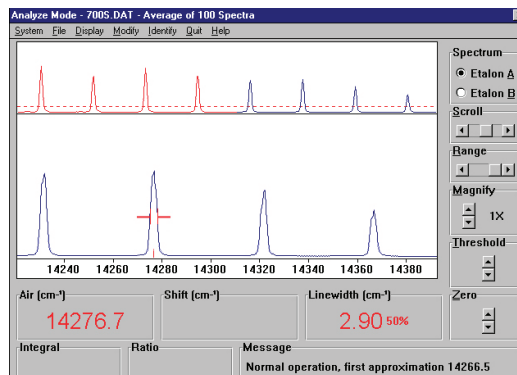 Analyze Mode - 700S.DAT - Average of 100 Spectra
System File Display Modify Identify Quit Help
Spectrum
Etalon A
Etalon B
Scroll
Range
Magnify
1X
Threshold
Zero
14240 14260 14280 14300 14320 14340 14360 14380
Air (cm⁻¹) Shift (cm⁻¹) Linewidth (cm⁻¹)
14276.7 2.90 50%
Integral Ratio Message
Normal operation, first approximation 14266.5